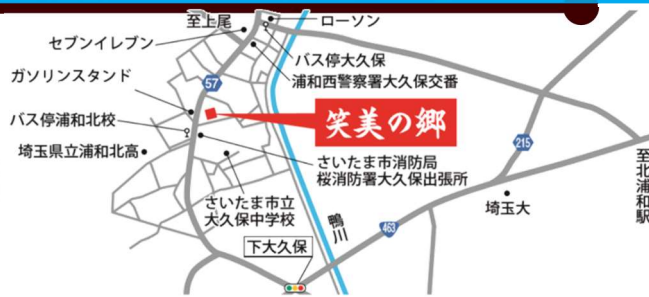 至上尾
ローソン
セブンイレブン
バス停大久保
ガソリンスタンド
57
浦和西警察署大久保交番
バス停浦和北校
笑美の郷
215
埼玉県立浦和北高
さいたま市消防局
桜消防署大久保出張所
至北浦和駅
さいたま市立
大久保中学校
埼玉大
鴨川
463
下大久保